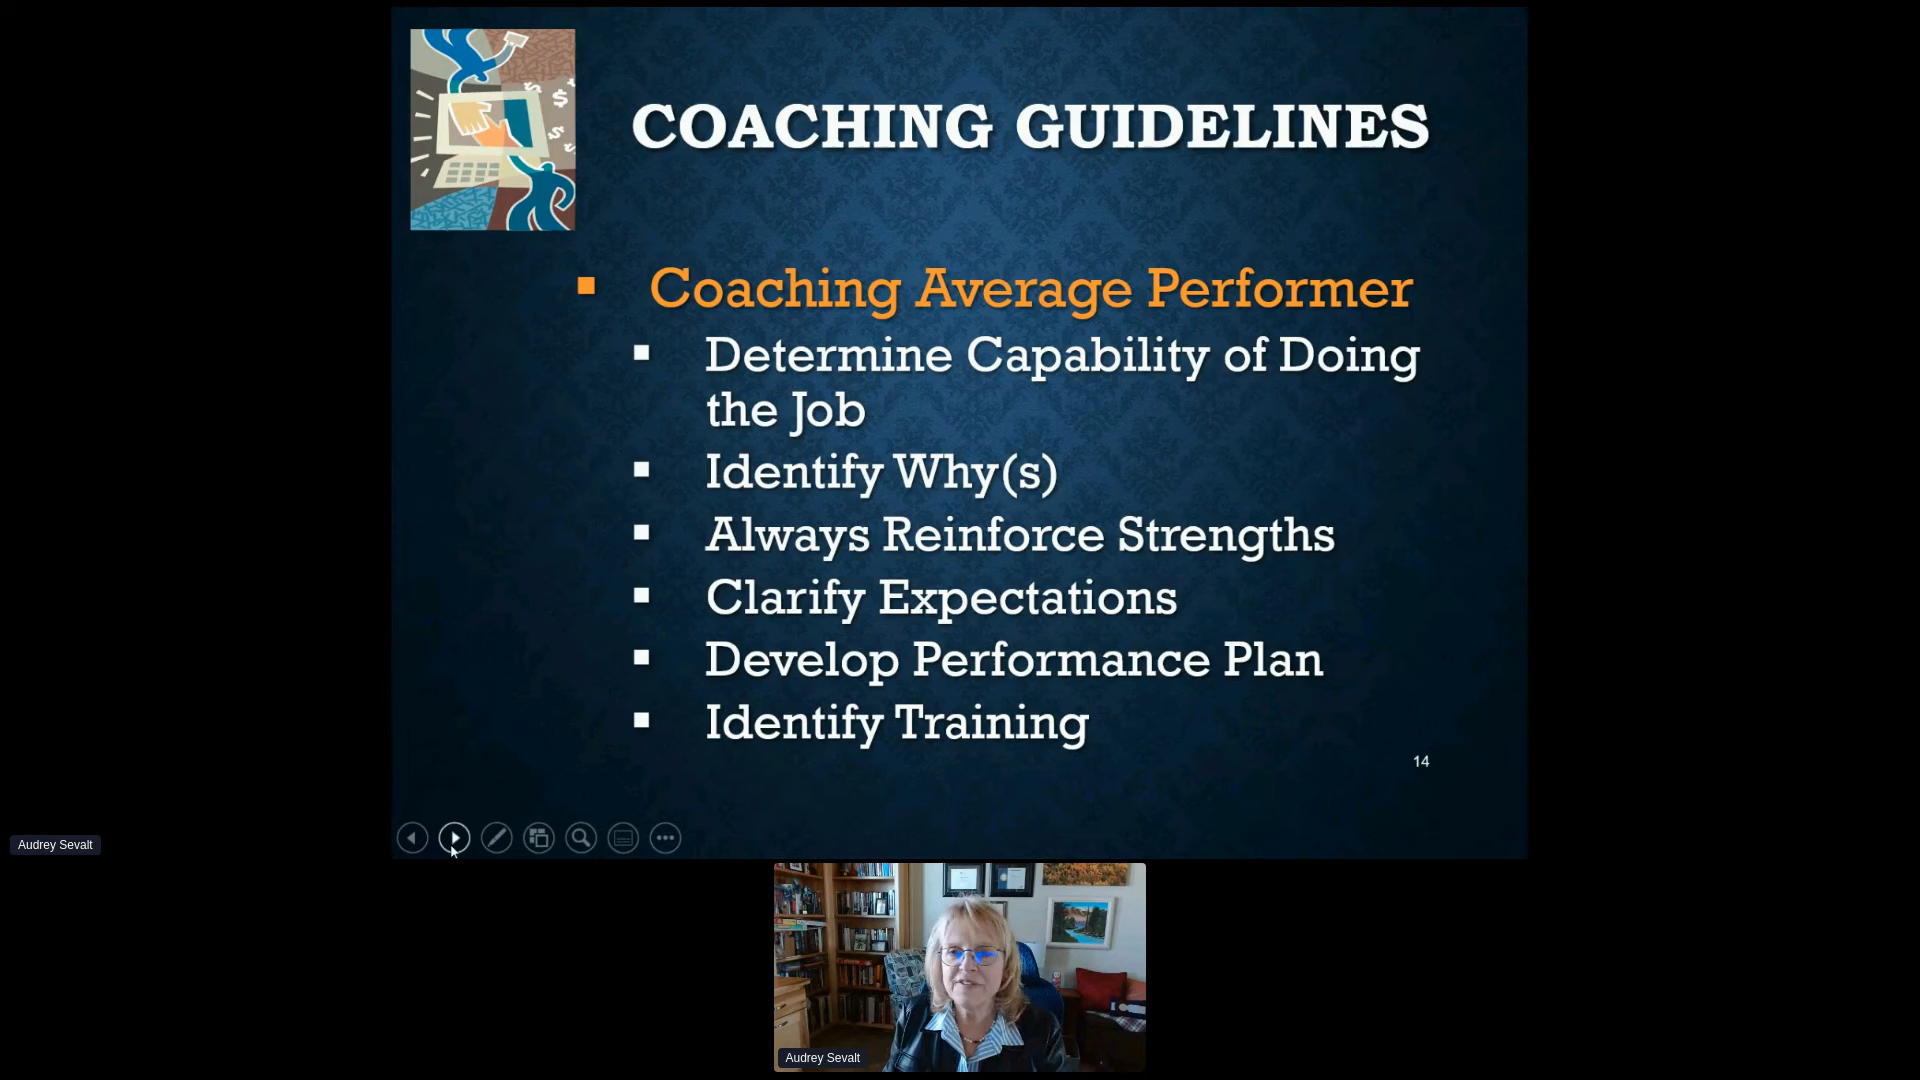 COACHING GUIDELINES
Coaching Average Performer
Determine Capability of Doing
the Job
Identify Why(s)
Always Reinforce Strengths
Clarify Expectations
Develop Performance Plan
Identify Training
14
Audrey Sevalt
Audrey Sevalt